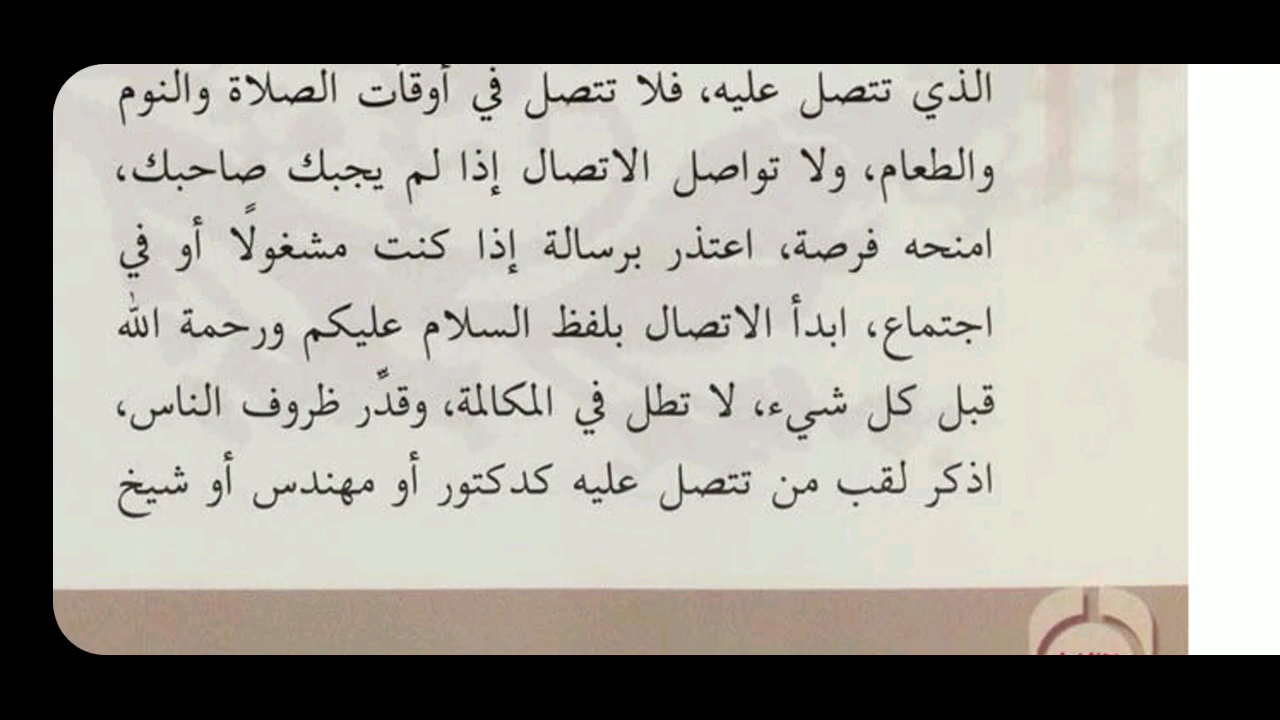 الذي تتصل عليه، فلا تتصل في أوقات الصلاة والنوم
والطعام، ولا تواصل الاتصال إذا لم يجبك صاحبك،
امنحه فرصة، اعتذر برسالة إذا كنت مشغولًا أو في
اجتماع، ابدأ الاتصال بلفظ السلام عليكم ورحمة الله
قبل كل شيء، لا تطل في المكالمة، وقدِّر ظروف الناس،
اذكر لقب من تتصل عليه كدكتور أو مهندس أو شيخ